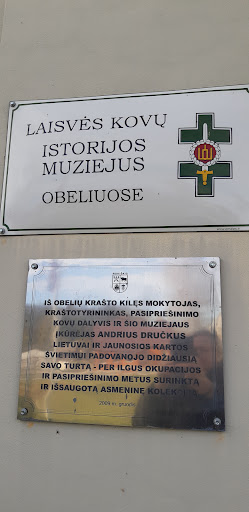 LAISVĖS KOVŲ
ISTORIJOS
MUZIEJUS
OBELIUOSE
IŠ OBELIŲ KRAŠTO KILĘS MOKYTOJAS,
KRAŠTOTYRININKAS, PASIPRIEŠINIMO
KOVŲ DALYVIS IR ŠIO MUZIEJAUS
ĮKŪRĖJAS ANDRIUS DRUČKUS
LIETUVAI IR JAUNOSIOS KARTOS
ŠVIETIMUI PADOVANOJO DIDŽIAUSIĄ
SAVO TURTĄ - PER ILGUS OKUPACIJOS
IR PASIPRIEŠINIMO METUS SURINKTĄ
IR IŠSAUGOTĄ ASMENINĘ